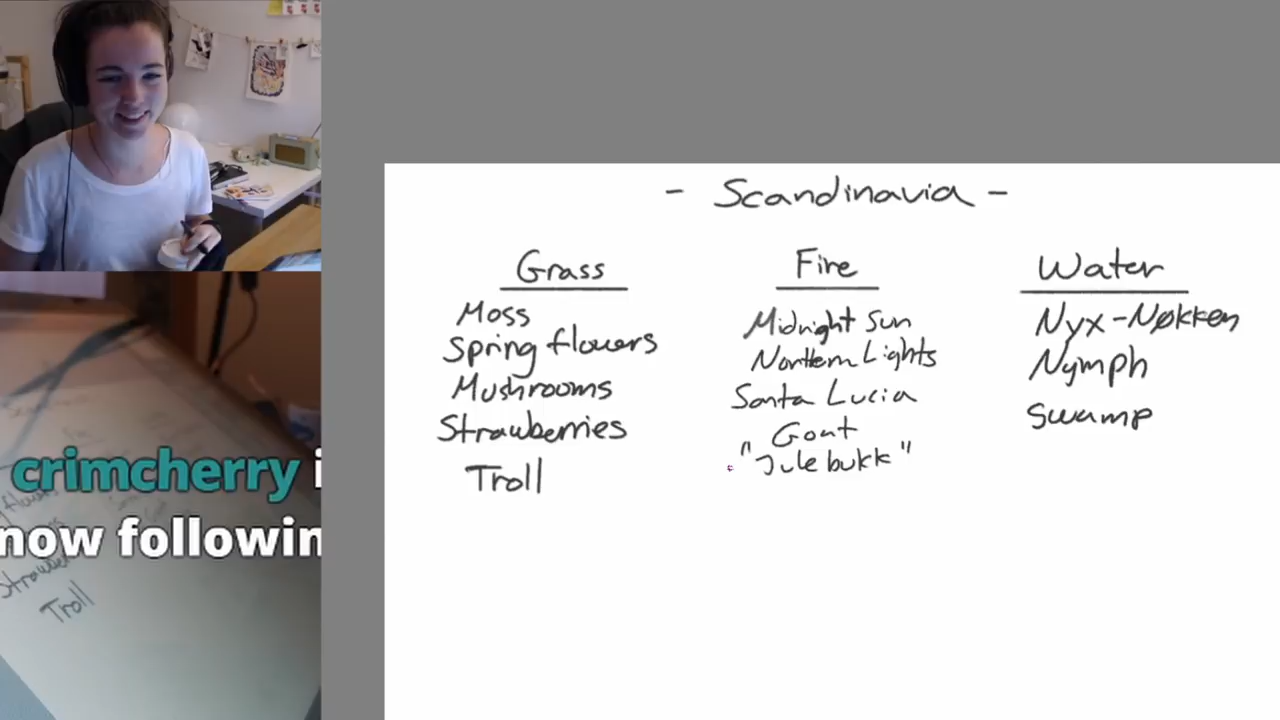 - Scandinavia -
Grass
Moss
Spring flowers
Mushrooms
Strawberries
Troll
Fire
Midnight Sun
Northern Lights
Santa Lucia
Goat
"Julebukk"
Water
Nyx-Nøkken
Nymph
Swamp
crimcherry i
now followin
Troll